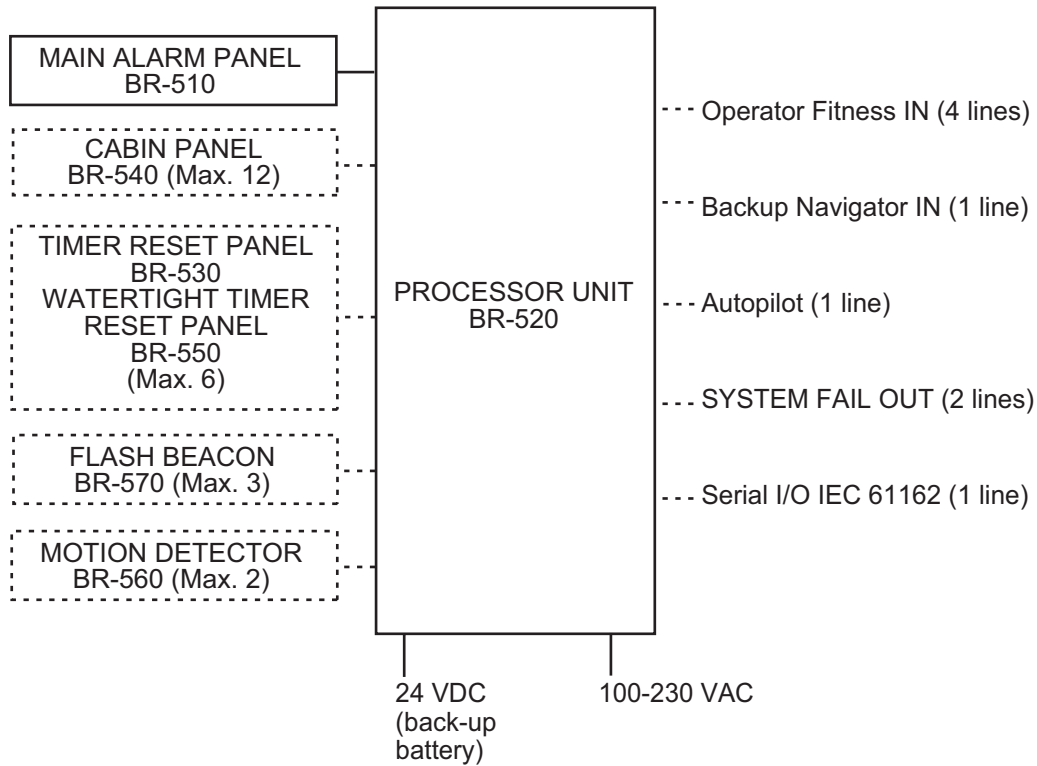 MAIN ALARM PANEL
BR-510
CABIN PANEL
BR-540 (Max. 12)
TIMER RESET PANEL
BR-530
WATERTIGHT TIMER
RESET PANEL
BR-550
(Max. 6)
FLASH BEACON
BR-570 (Max. 3)
MOTION DETECTOR
BR-560 (Max. 2)
PROCESSOR UNIT
BR-520
Operator Fitness IN (4 lines)
Backup Navigator IN (1 line)
Autopilot (1 line)
SYSTEM FAIL OUT (2 lines)
Serial I/O IEC 61162 (1 line)
24 VDC
(back-up
battery)
100-230 VAC